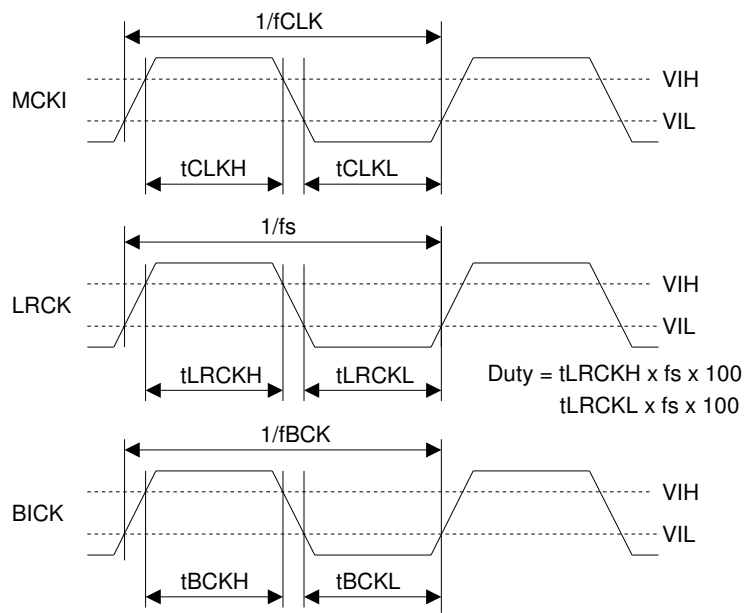 1/fCLK
VIH
MCKI
VIL
tCLKH tCLKL
1/fs
VIH
LRCK
VIL
tLRCKH tLRCKL
Duty = tLRCKH x fs x 100
tLRCKL x fs x 100
1/fBCK
VIH
BICK
VIL
tBCKH tBCKL